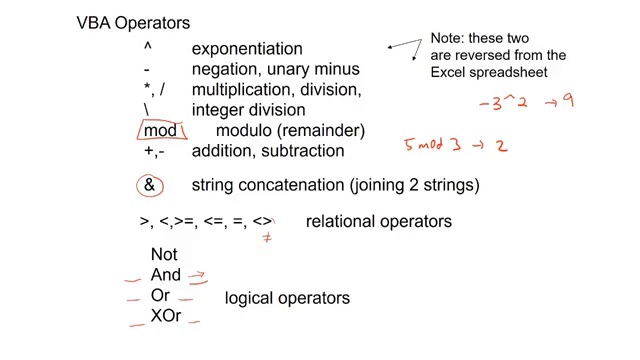 VBA Operators
^ exponentiation
- negation, unary minus
*, / multiplication, division,
\ integer division
mod modulo (remainder)
+,- addition, subtraction
& string concatenation (joining 2 strings)
>, <,>=, <=, =, <> relational operators
≠
Not
And
Or
XOr
logical operators
Note: these two
are reversed from the
Excel spreadsheet
-3^2 → 9
5 mod 3 → 2